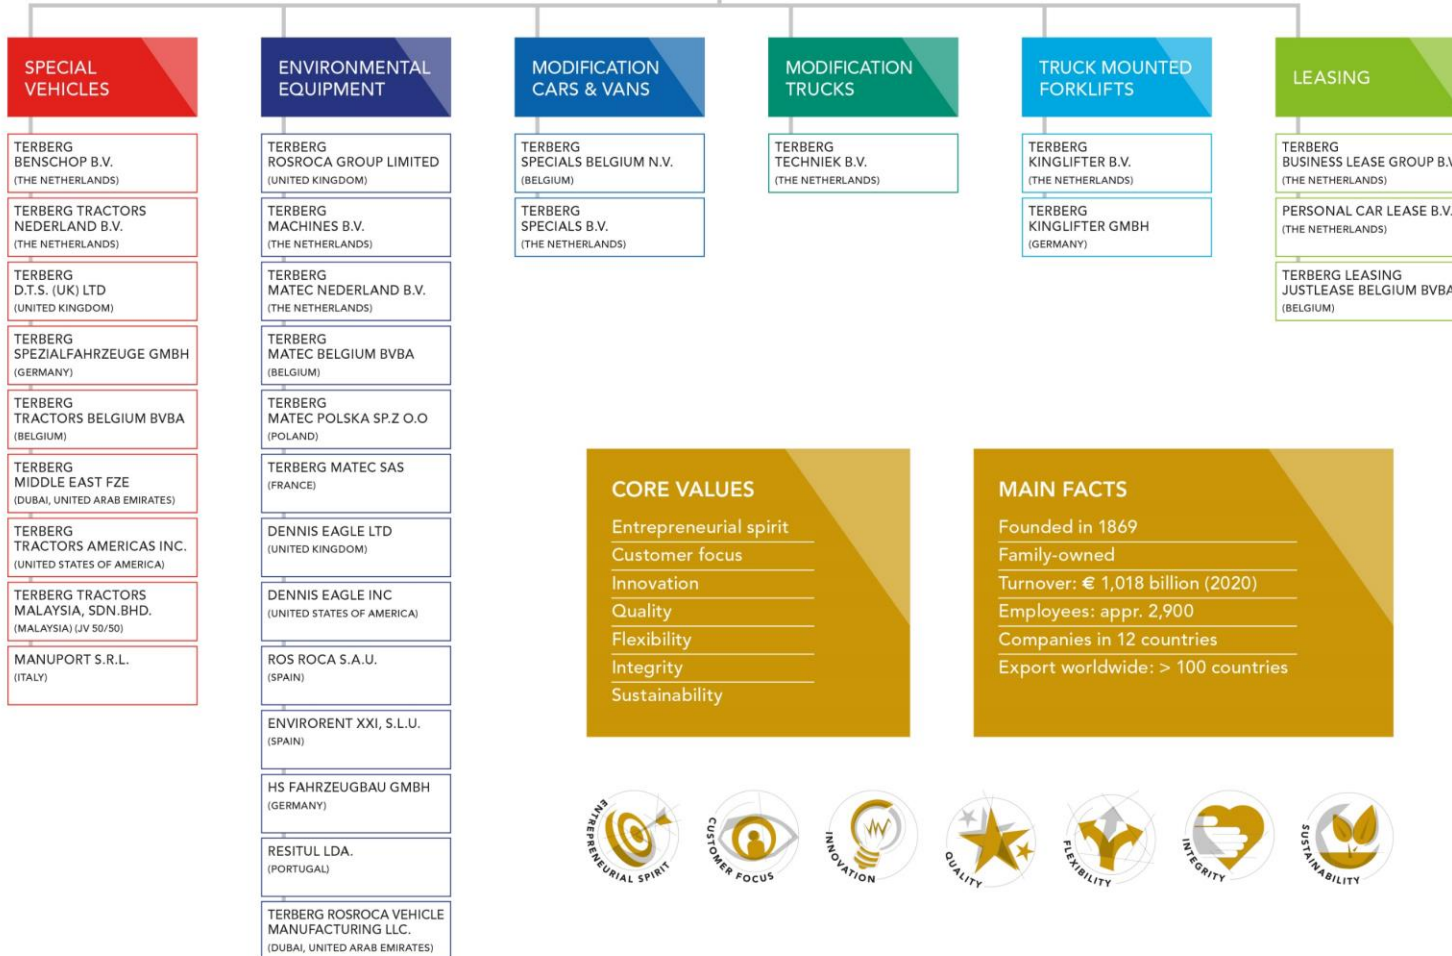 SPECIAL
VEHICLES
TERBERG
BENSCHOP B.V.
(THE NETHERLANDS)
TERBERG TRACTORS
NEDERLAND B.V.
(THE NETHERLANDS)
TERBERG
D.T.S. (UK) LTD
(UNITED KINGDOM)
TERBERG
SPEZIALFAHRZEUGE GMBH
(GERMANY)
TERBERG
TRACTORS BELGIUM BVBA
(BELGIUM)
TERBERG
MIDDLE EAST FZE
(DUBAI, UNITED ARAB EMIRATES)
TERBERG
TRACTORS AMERICAS INC.
(UNITED STATES OF AMERICA)
TERBERG TRACTORS
MALAYSIA, SDN.BHD.
(MALAYSIA) (JV 50/50)
MANUPORT S.R.L.
(ITALY)
ENVIRONMENTAL
EQUIPMENT
TERBERG
ROSROCA GROUP LIMITED
(UNITED KINGDOM)
TERBERG
MACHINES B.V.
(THE NETHERLANDS)
TERBERG
MATEC NEDERLAND B.V.
(THE NETHERLANDS)
TERBERG
MATEC BELGIUM BVBA
(BELGIUM)
TERBERG
MATEC POLSKA SP.Z O.O
(POLAND)
TERBERG MATEC SAS
(FRANCE)
DENNIS EAGLE LTD
(UNITED KINGDOM)
DENNIS EAGLE INC
(UNITED STATES OF AMERICA)
ROS ROCA S.A.U.
(SPAIN)
ENVIRORENT XXI, S.L.U.
(SPAIN)
HS FAHRZEUGBAU GMBH
(GERMANY)
RESITUL LDA.
(PORTUGAL)
TERBERG ROSROCA VEHICLE
MANUFACTURING LLC.
(DUBAI, UNITED ARAB EMIRATES)
MODIFICATION
CARS & VANS
TERBERG
SPECIALS BELGIUM N.V.
(BELGIUM)
TERBERG
SPECIALS B.V.
(THE NETHERLANDS)
MODIFICATION
TRUCKS
TERBERG
TECHNIEK B.V.
(THE NETHERLANDS)
TRUCK MOUNTED
FORKLIFTS
TERBERG
KINGLIFTER B.V.
(THE NETHERLANDS)
TERBERG
KINGLIFTER GMBH
(GERMANY)
LEASING
TERBERG
BUSINESS LEASE GROUP B.V
(THE NETHERLANDS)
PERSONAL CAR LEASE B.V.
(THE NETHERLANDS)
TERBERG LEASING
JUSTLEASE BELGIUM BVBA
(BELGIUM)
CORE VALUES
Entrepreneurial spirit
Customer focus
Innovation
Quality
Flexibility
Integrity
Sustainability
MAIN FACTS
Founded in 1869
Family-owned
Turnover: € 1,018 billion (2020)
Employees: appr. 2,900
Companies in 12 countries
Export worldwide: > 100 countries
ENTREPRENEURIAL SPIRIT
CUSTOMER FOCUS
INNOVATION
QUALITY
FLEXIBILITY
INTEGRITY
SUSTAINABILITY